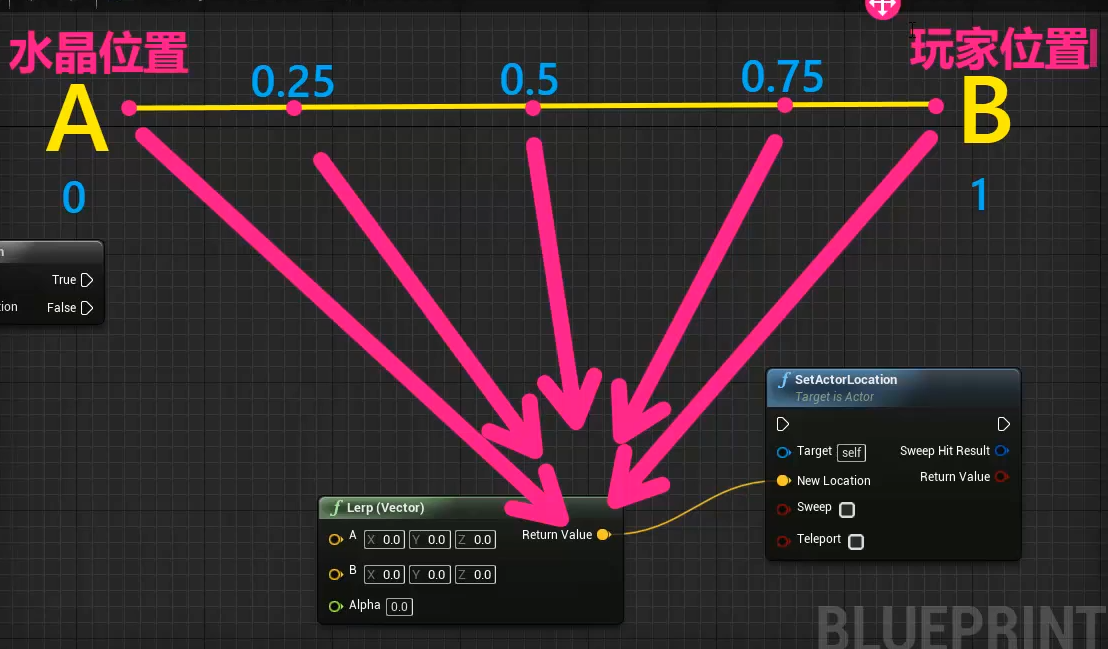 水晶位置
玩家位置
0.25
0.5
0.75
A
B
0
1
True
False
SetActorLocation
Target is Actor
Target self
Sweep Hit Result
New Location
Return Value
Sweep
Teleport
Lerp (Vector)
A X 0.0 Y 0.0 Z 0.0
Return Value
B X 0.0 Y 0.0 Z 0.0
Alpha 0.0
BLUEPRINT